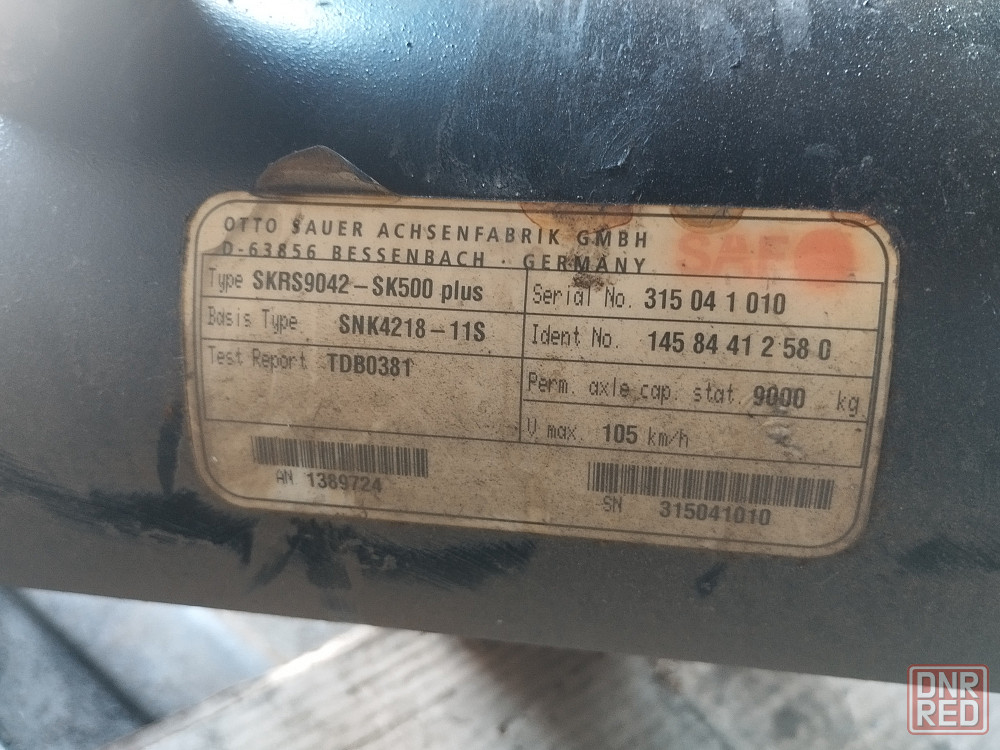 OTTO SAUER ACHSENFABRIK GMBH
D-63856 BESSENBACH · GERMANY
SAF
Type SKRS9042-SK500 plus
Basis Type SNK4218-11S
Test Report TDB0381
Serial No. 315 04 1 010
Ident No. 145 84 41 2 58 0
Perm. axle cap. stat. 9000 kg
V max. 105 km/h
AN 1389724
SN 315041010
DNR
RED